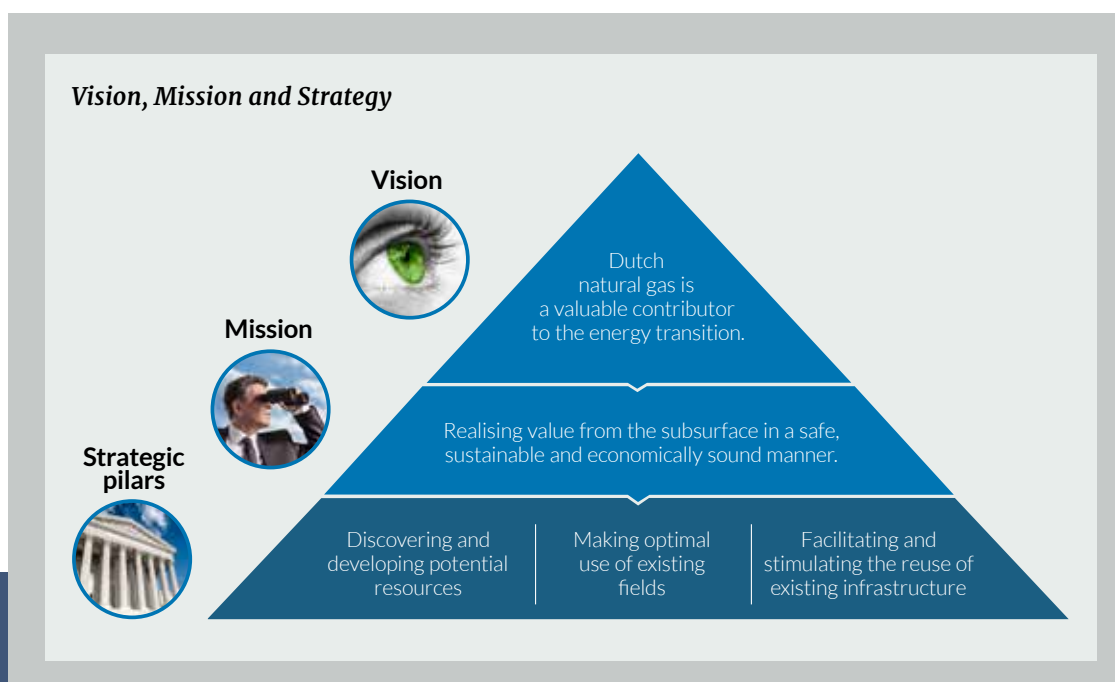 Vision, Mission and Strategy
Vision
Dutch
natural gas is
a valuable contributor
to the energy transition.
Mission
Realising value from the subsurface in a safe,
sustainable and economically sound manner.
Strategic
pilars
Discovering and
developing potential
resources
Making optimal
use of existing
fields
Facilitating and
stimulating the reuse of
existing infrastructure